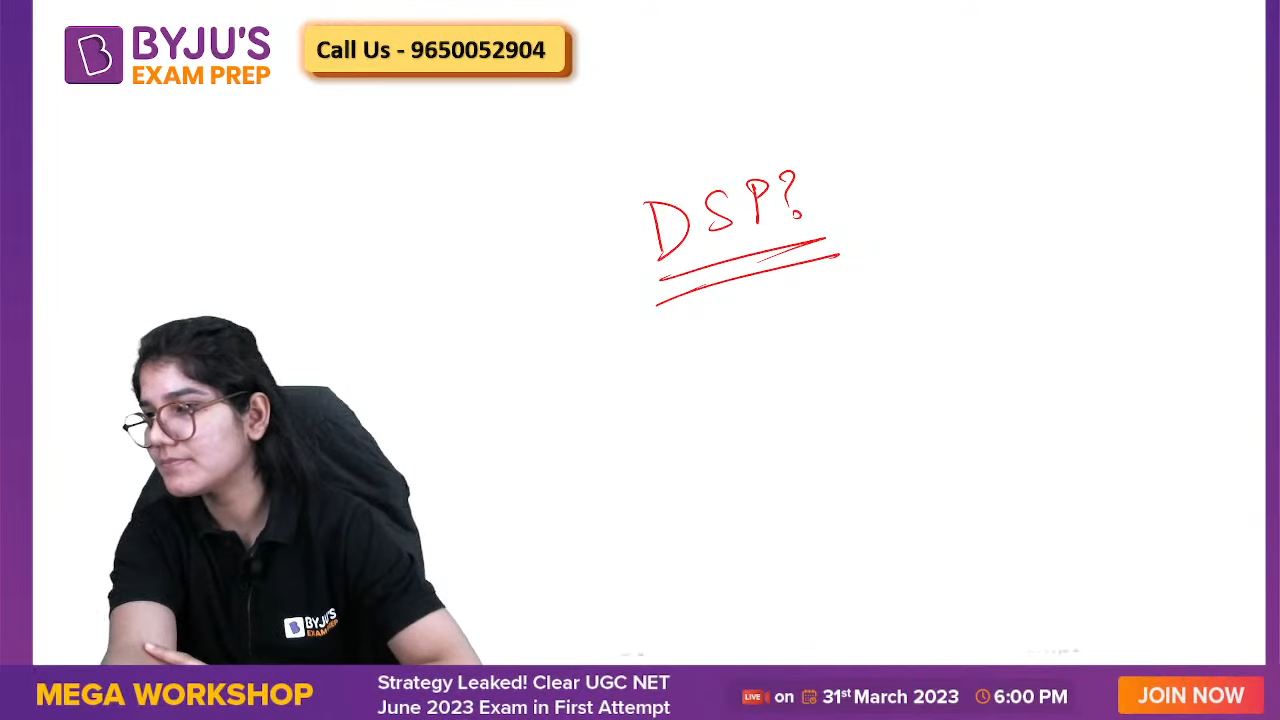 BYJU'S
EXAM PREP
Call Us - 9650052904
DSP?
BYJU'S
EXAM PREP
MEGA WORKSHOP
Strategy Leaked! Clear UGC NET
June 2023 Exam in First Attempt
LIVE on 31st March 2023 6:00 PM
JOIN NOW